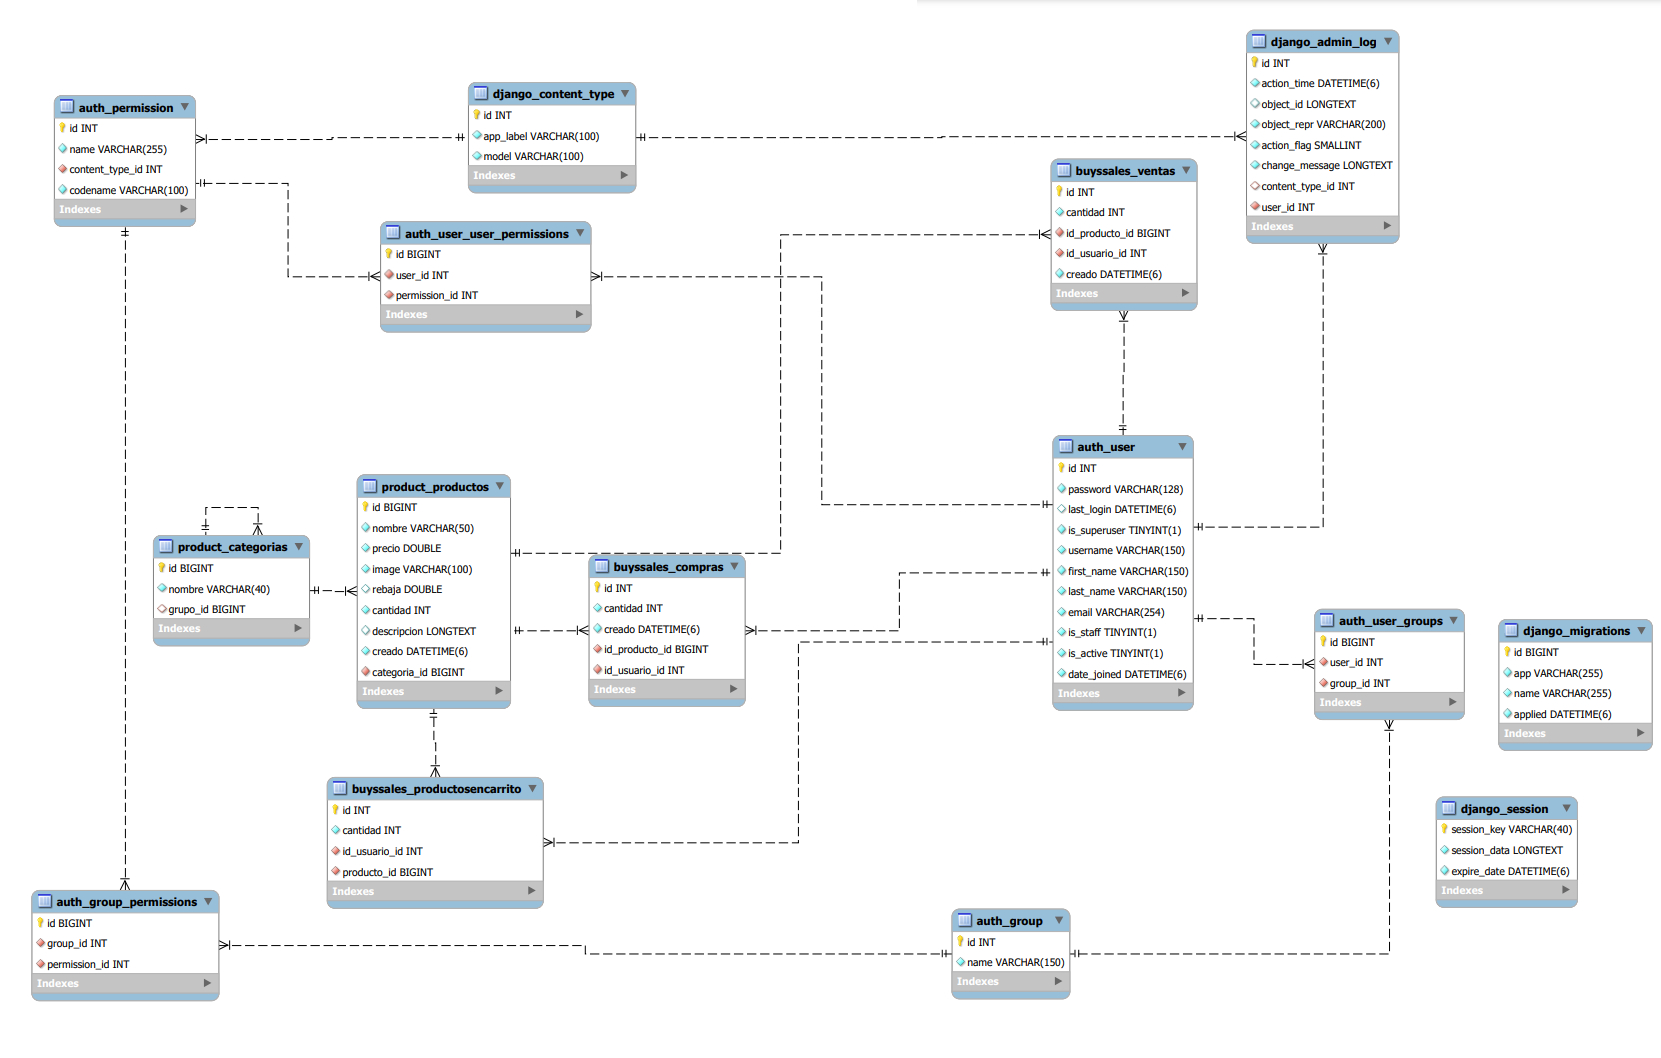 django_admin_log
id INT
action_time DATETIME(6)
object_id LONGTEXT
object_repr VARCHAR(200)
action_flag SMALLINT
change_message LONGTEXT
content_type_id INT
user_id INT
Indexes
django_content_type
id INT
app_label VARCHAR(100)
model VARCHAR(100)
Indexes
auth_permission
id INT
name VARCHAR(255)
content_type_id INT
codename VARCHAR(100)
Indexes
buyssales_ventas
id INT
cantidad INT
id_producto_id BIGINT
id_usuario_id INT
creado DATETIME(6)
Indexes
auth_user_user_permissions
id BIGINT
user_id INT
permission_id INT
Indexes
auth_user
id INT
password VARCHAR(128)
last_login DATETIME(6)
is_superuser TINYINT(1)
username VARCHAR(150)
first_name VARCHAR(150)
last_name VARCHAR(150)
email VARCHAR(254)
is_staff TINYINT(1)
is_active TINYINT(1)
date_joined DATETIME(6)
Indexes
product_productos
id BIGINT
nombre VARCHAR(50)
precio DOUBLE
image VARCHAR(100)
rebaja DOUBLE
cantidad INT
descripcion LONGTEXT
creado DATETIME(6)
categoria_id BIGINT
Indexes
product_categorias
id BIGINT
nombre VARCHAR(40)
grupo_id BIGINT
Indexes
buyssales_compras
id INT
cantidad INT
creado DATETIME(6)
id_producto_id BIGINT
id_usuario_id INT
Indexes
auth_user_groups
id BIGINT
user_id INT
group_id INT
Indexes
django_migrations
id BIGINT
app VARCHAR(255)
name VARCHAR(255)
applied DATETIME(6)
Indexes
buyssales_productosencarrito
id INT
cantidad INT
id_usuario_id INT
producto_id BIGINT
Indexes
django_session
session_key VARCHAR(40)
session_data LONGTEXT
expire_date DATETIME(6)
Indexes
auth_group_permissions
id BIGINT
group_id INT
permission_id INT
Indexes
auth_group
id INT
name VARCHAR(150)
Indexes